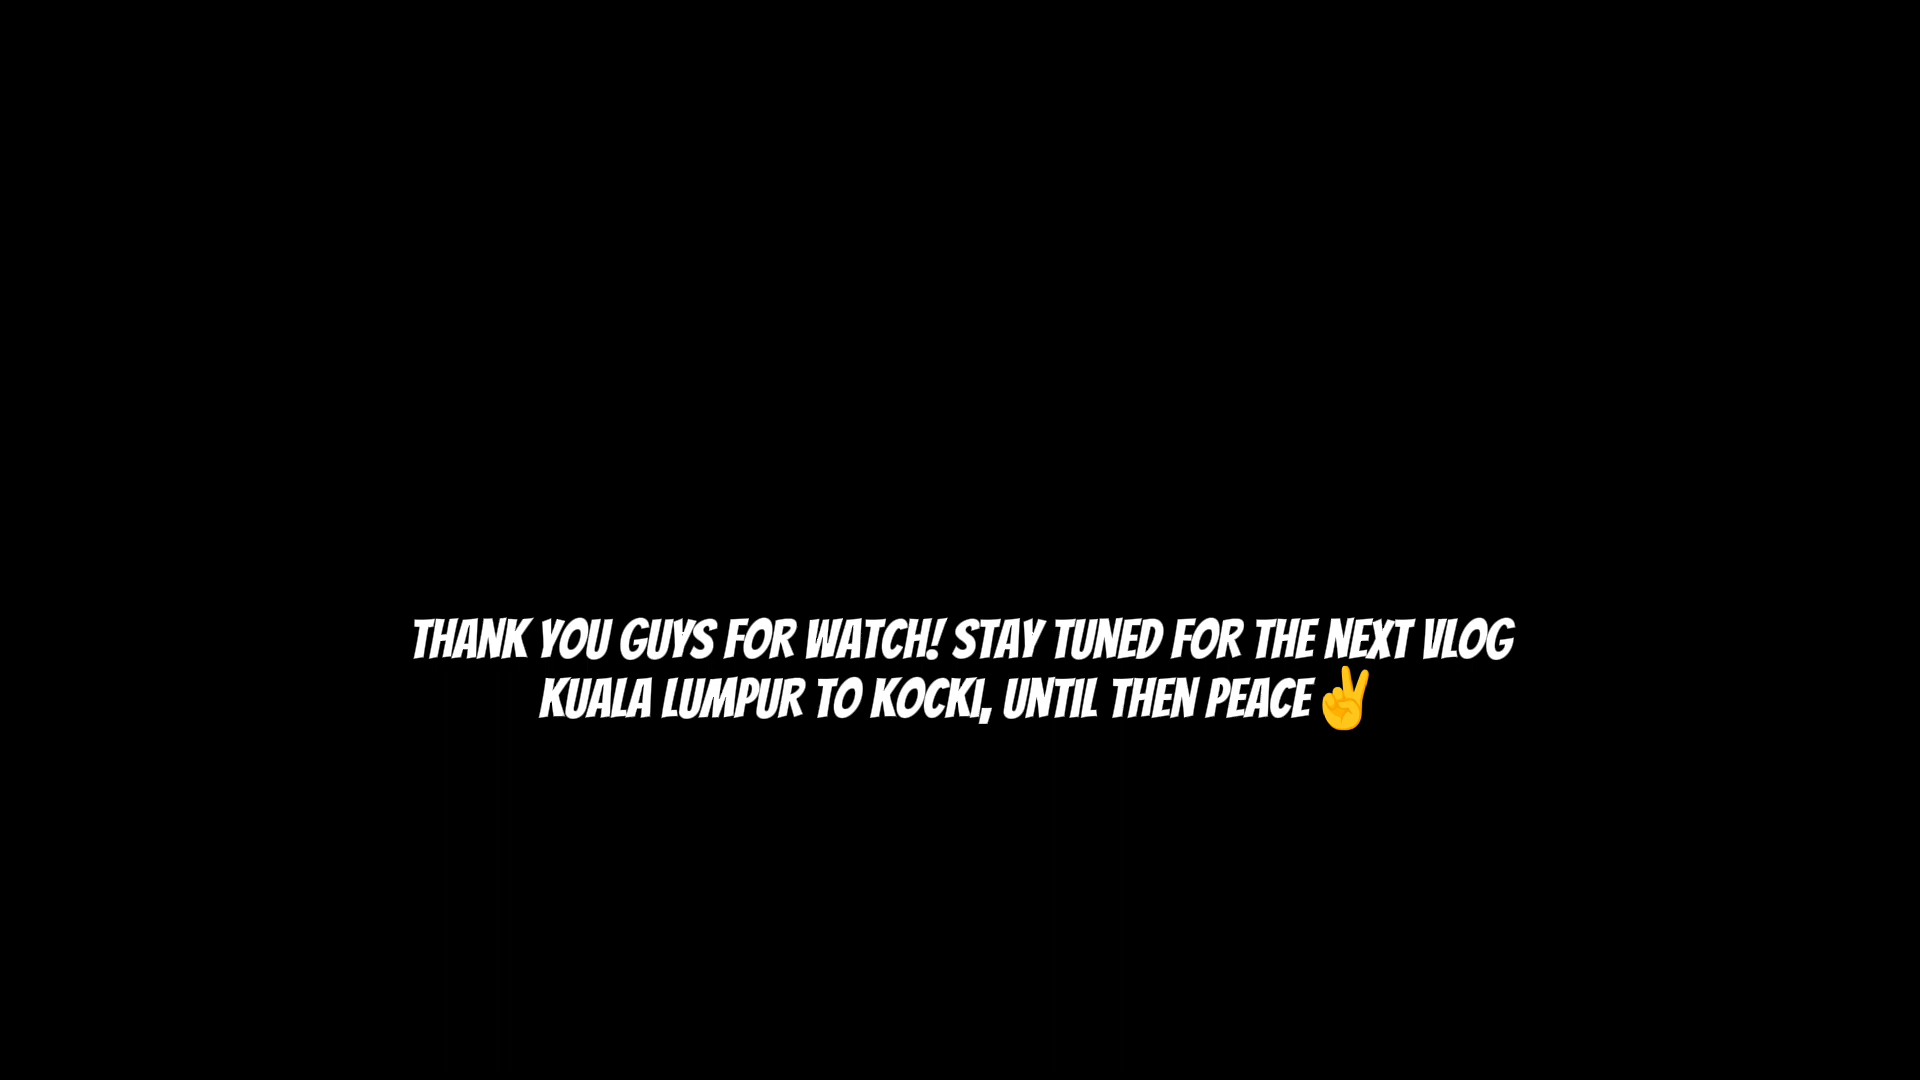 THANK YOU GUYS FOR WATCH! STAY TUNED FOR THE NEXT VLOG
KUALA LUMPUR TO KOCKI, UNTIL THEN PEACE✌️